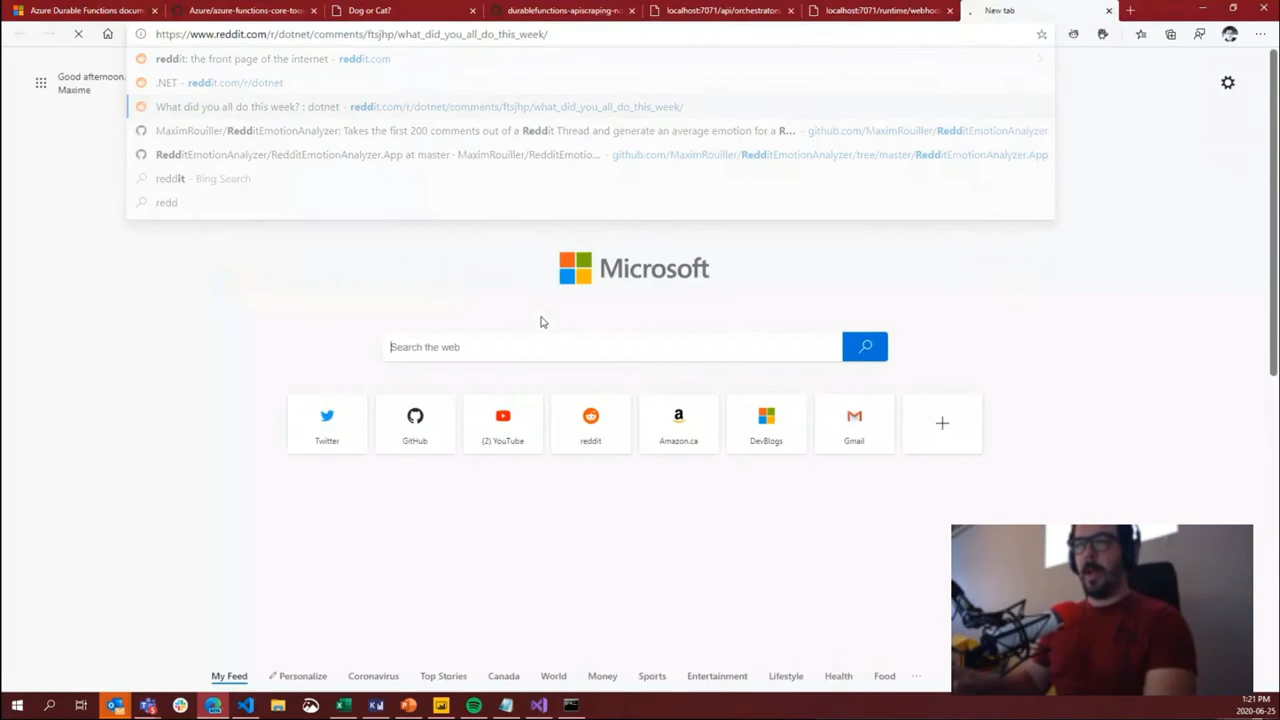 Azure Durable Functions docum
Azure/azure-functions-core-too
Dog or Cat?
durablefunctions-apiscraping-no
localhost:7071/api/orchestrators
localhost:7071/runtime/webhoo
New tab
https://www.reddit.com/r/dotnet/comments/ftsjhp/what_did_you_all_do_this_week/
reddit: the front page of the internet - reddit.com
.NET - reddit.com/r/dotnet
What did you all do this week? : dotnet - reddit.com/r/dotnet/comments/ftsjhp/what_did_you_all_do_this_week/
MaximRouiller/RedditEmotionAnalyzer: Takes the first 200 comments out of a Reddit Thread and generate an average emotion for a R... - github.com/MaximRouiller/RedditEmotionAnalyzer
RedditEmotionAnalyzer/RedditEmotionAnalyzer.App at master · MaximRouiller/RedditEmotio... - github.com/MaximRouiller/RedditEmotionAnalyzer/tree/master/RedditEmotionAnalyzer.App
reddit - Bing Search
redd
Good afternoon,
Maxime
Microsoft
Search the web
Twitter
GitHub
(2) YouTube
reddit
Amazon.ca
DevBlogs
Gmail
My Feed
Personalize
Coronavirus
Top Stories
Canada
World
Money
Sports
Entertainment
Lifestyle
Health
Food
1:21 PM
2020-06-25